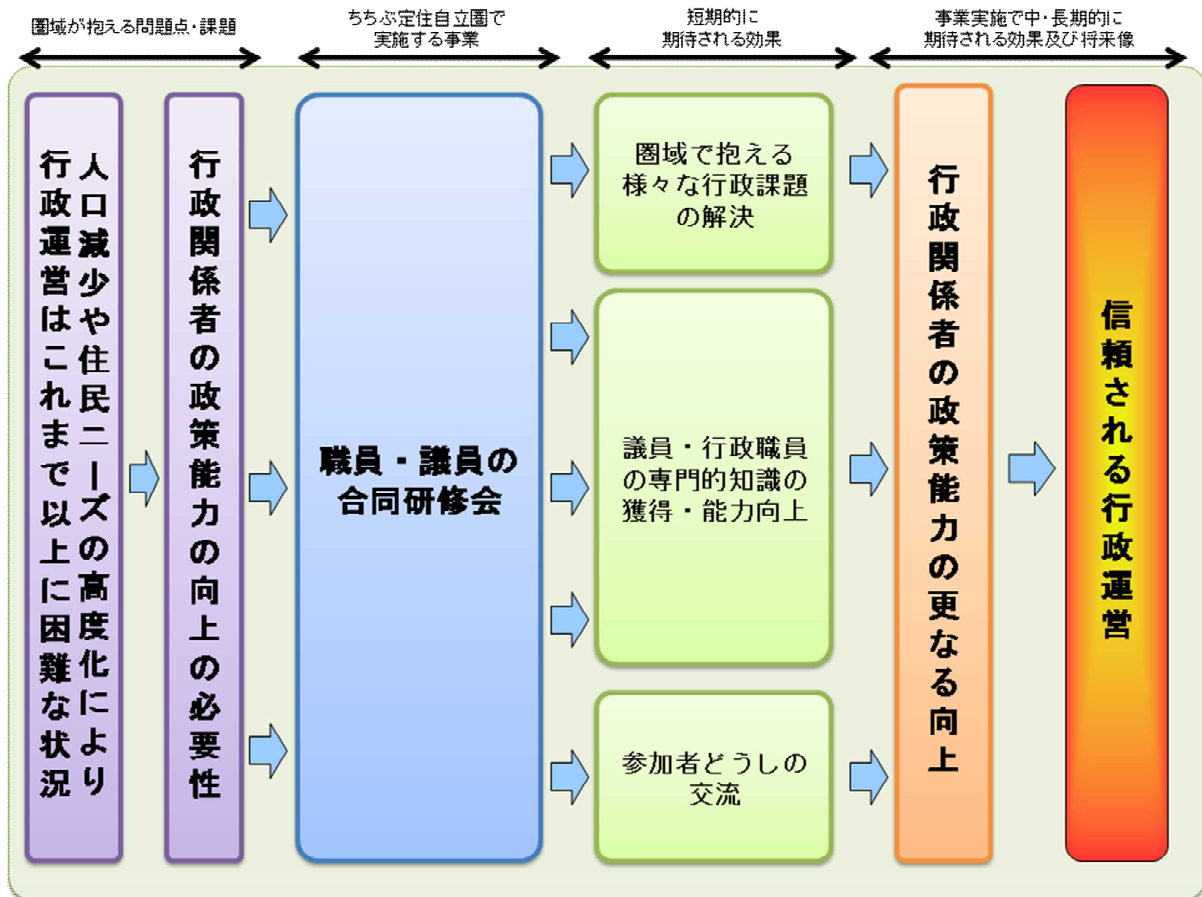 圏域が抱える問題点・課題
ちちぶ定住自立圏で
実施する事業
短期的に
期待される効果
事業実施で中・長期的に
期待される効果及び将来像
人口減少や住民ニーズの高度化により
行政運営はこれまで以上に困難な状況
行政関係者の政策能力の向上の必要性
職員・議員の
合同研修会
圏域で抱える
様々な行政課題
の解決
議員・行政職員
の専門的知識の
獲得・能力向上
参加者どうしの
交流
行政関係者の政策能力の更なる向上
信頼される行政運営